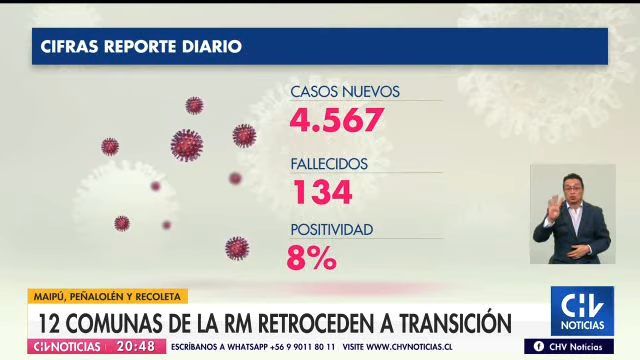 CIFRAS REPORTE DIARIO
CASOS NUEVOS
4.567
FALLECIDOS
134
POSITIVIDAD
8%
MAIPÚ, PEÑALOLÉN Y RECOLETA
12 COMUNAS DE LA RM RETROCEDEN A TRANSICIÓN
CHV NOTICIAS
CHV NOTICIAS 20:48 ESCRÍBANOS A WHATSAPP +56 9 9011 80 11 VISITE WWW.CHVNOTICIAS.CL f CHV Noticias